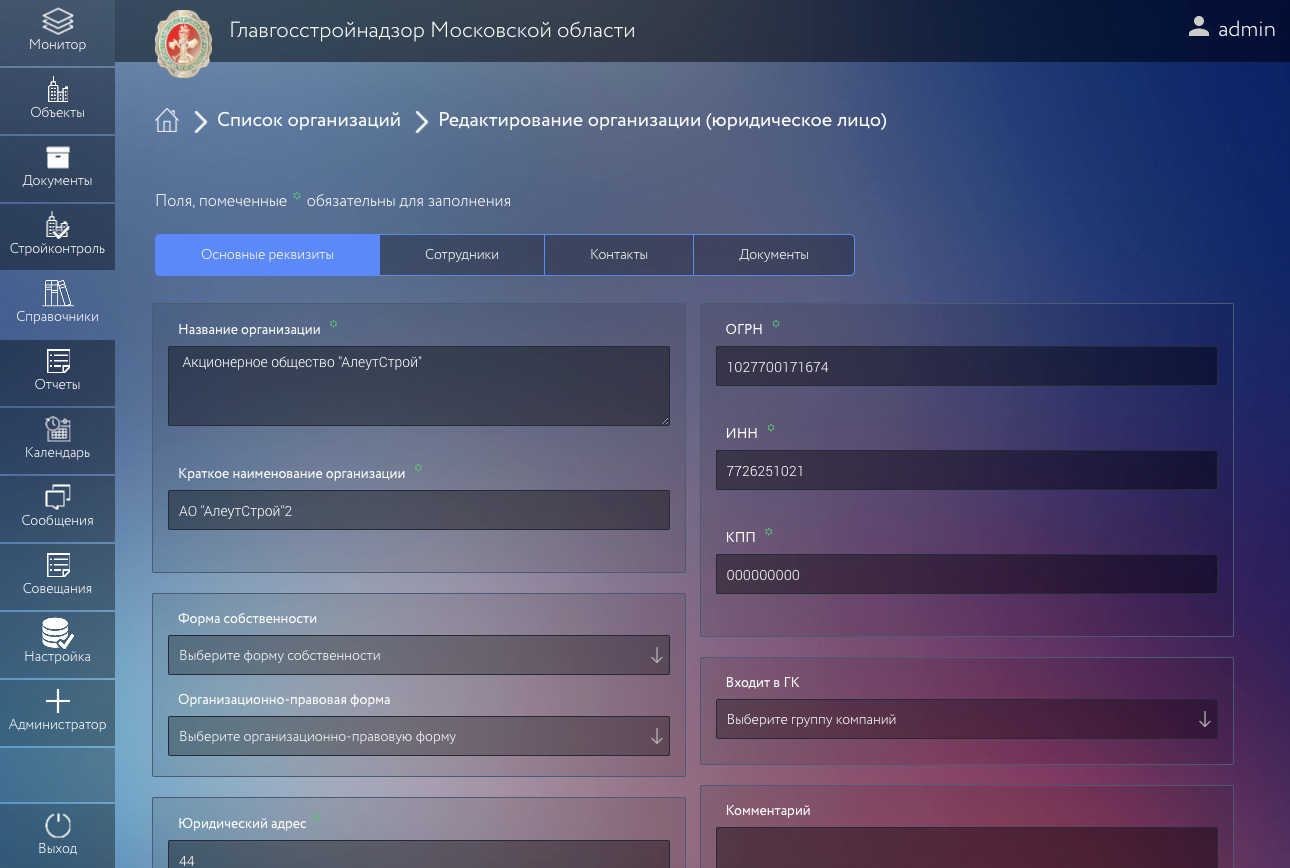 Монитор
Объекты
Документы
Стройконтроль
Справочники
Отчеты
Календарь
Сообщения
Совещания
Настройка
Администратор
Выход
Главгосстройнадзор Московской области
admin
Список организаций
Редактирование организации (юридическое лицо)
Поля, помеченные * обязательны для заполнения
Основные реквизиты
Сотрудники
Контакты
Документы
Название организации *
Акционерное общество "АлеутСтрой"
Краткое наименование организации *
АО "АлеутСтрой"2
Форма собственности
Выберите форму собственности
Организационно-правовая форма
Выберите организационно-правовую форму
Юридический адрес *
44
ОГРН *
1027700171674
ИНН *
7726251021
КПП *
000000000
Входит в ГК
Выберите группу компаний
Комментарий